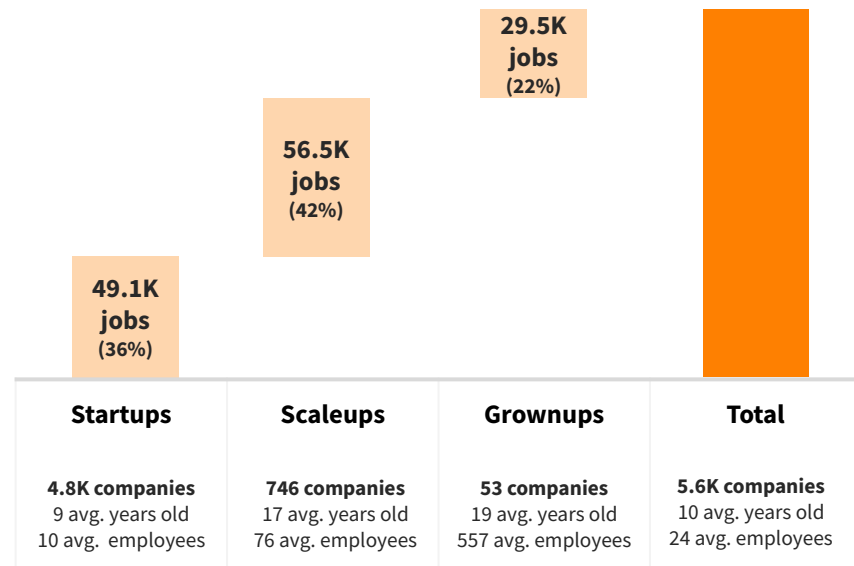 29.5K
jobs
(22%)
56.5K
jobs
(42%)
49.1K
jobs
(36%)
Startups
Scaleups
Grownups
Total
4.8K companies
9 avg. years old
10 avg. employees
746 companies
17 avg. years old
76 avg. employees
53 companies
19 avg. years old
557 avg. employees
5.6K companies
10 avg. years old
24 avg. employees